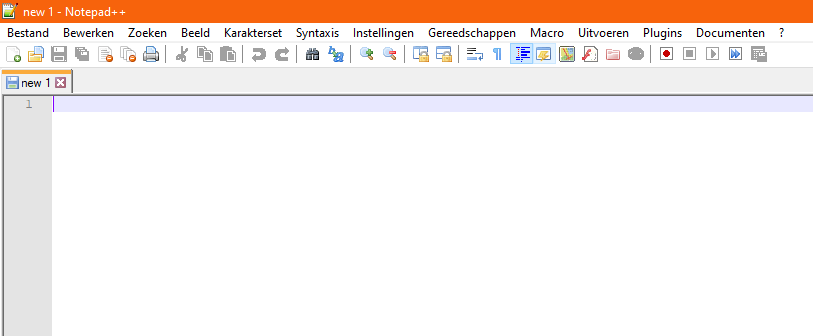 new 1 - Notepad++
Bestand Bewerken Zoeken Beeld Karakterset Syntaxis Instellingen Gereedschappen Macro Uitvoeren Plugins Documenten ?
new 1
1